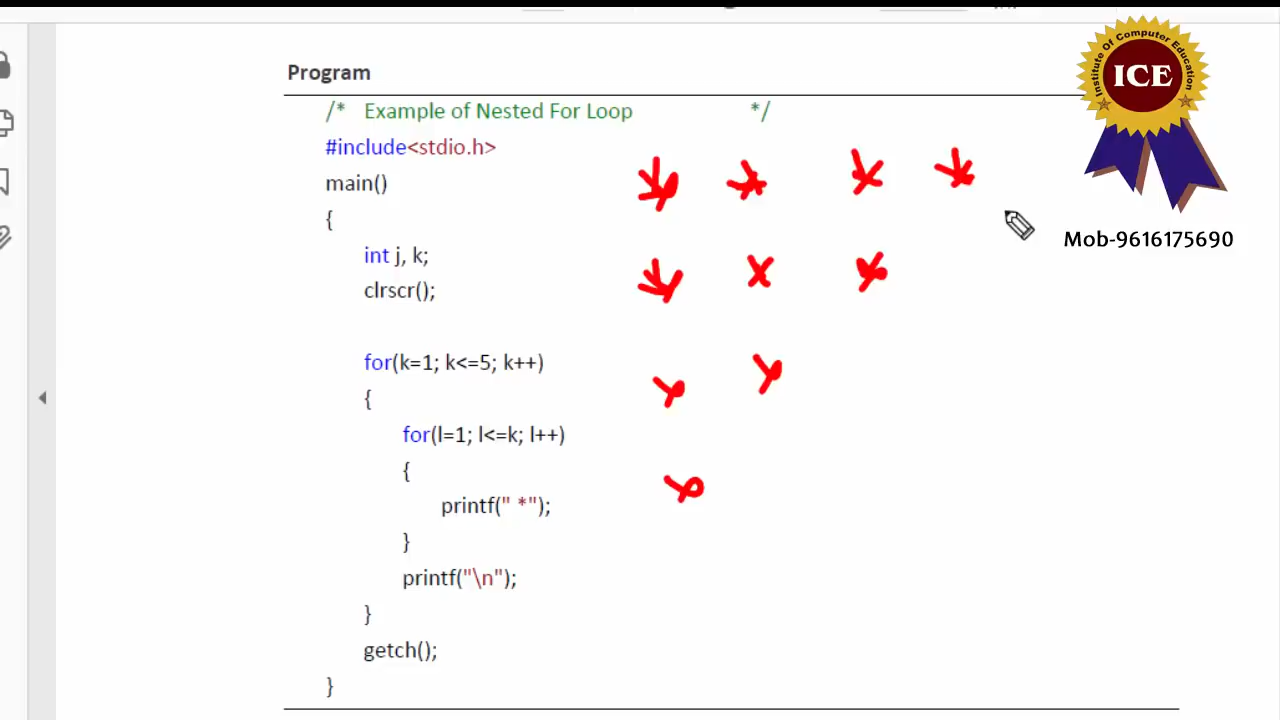 Program
/* Example of Nested For Loop */
#include<stdio.h>
main()
{
int j, k;
clrscr();
for(k=1; k<=5; k++)
{
for(l=1; l<=k; l++)
{
printf(" *");
}
printf("\n");
}
getch();
}
Institute Of Computer Education
ICE
Mob-9616175690